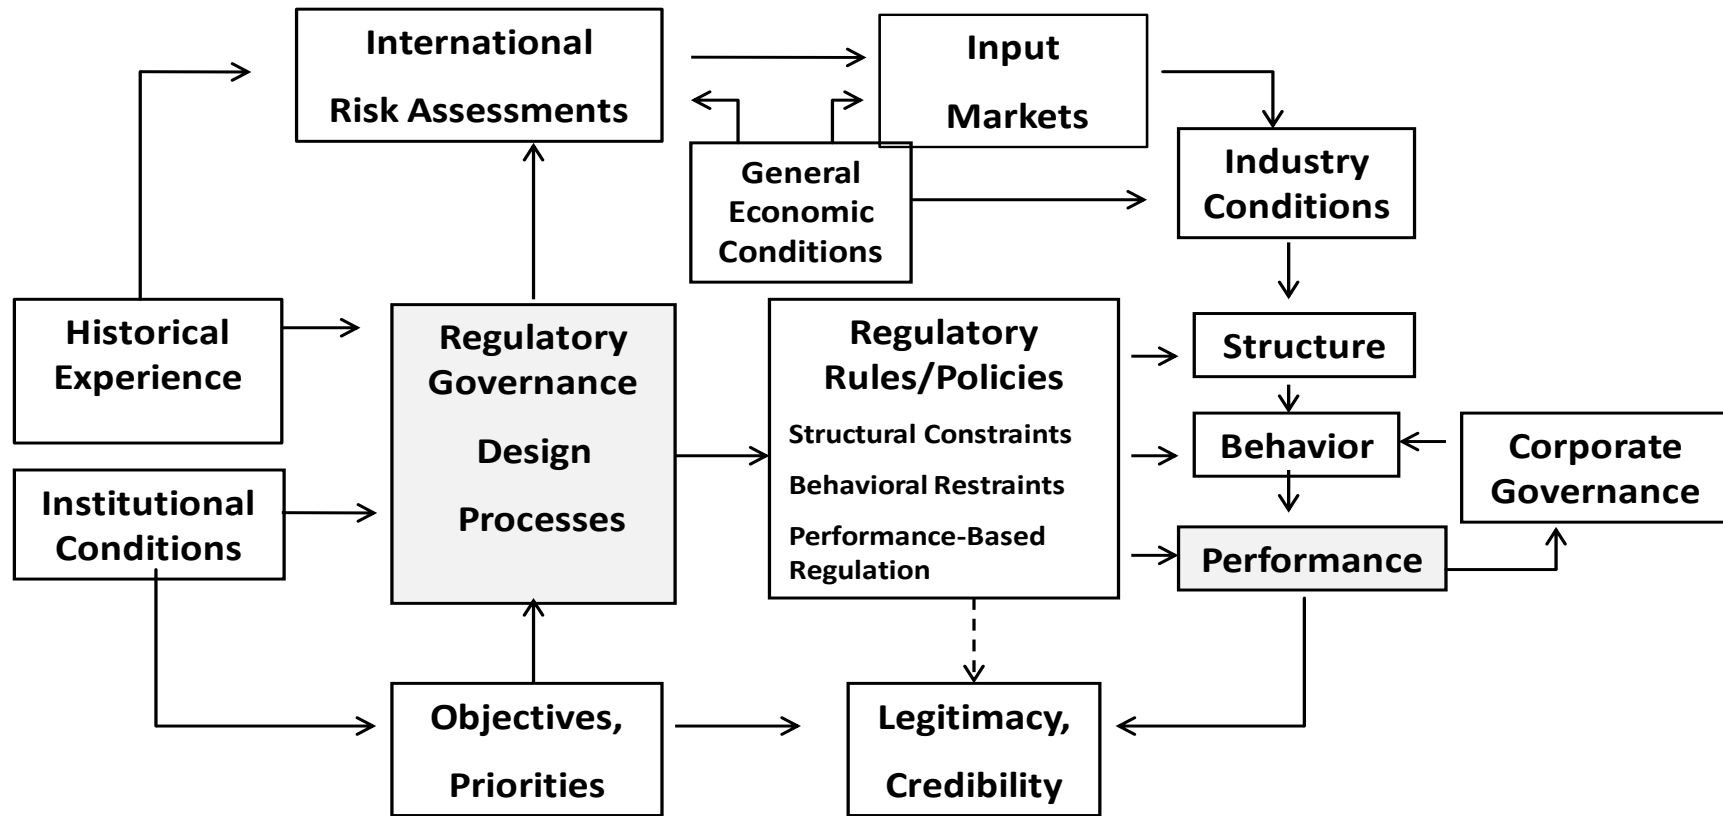 International
Risk Assessments
Input
Markets
General
Economic
Conditions
Industry
Conditions
Historical
Experience
Regulatory
Governance
Design
Processes
Regulatory
Rules/Policies
Structural Constraints
Behavioral Restraints
Performance-Based
Regulation
Structure
Behavior
Corporate
Governance
Institutional
Conditions
Performance
Objectives,
Priorities
Legitimacy,
Credibility